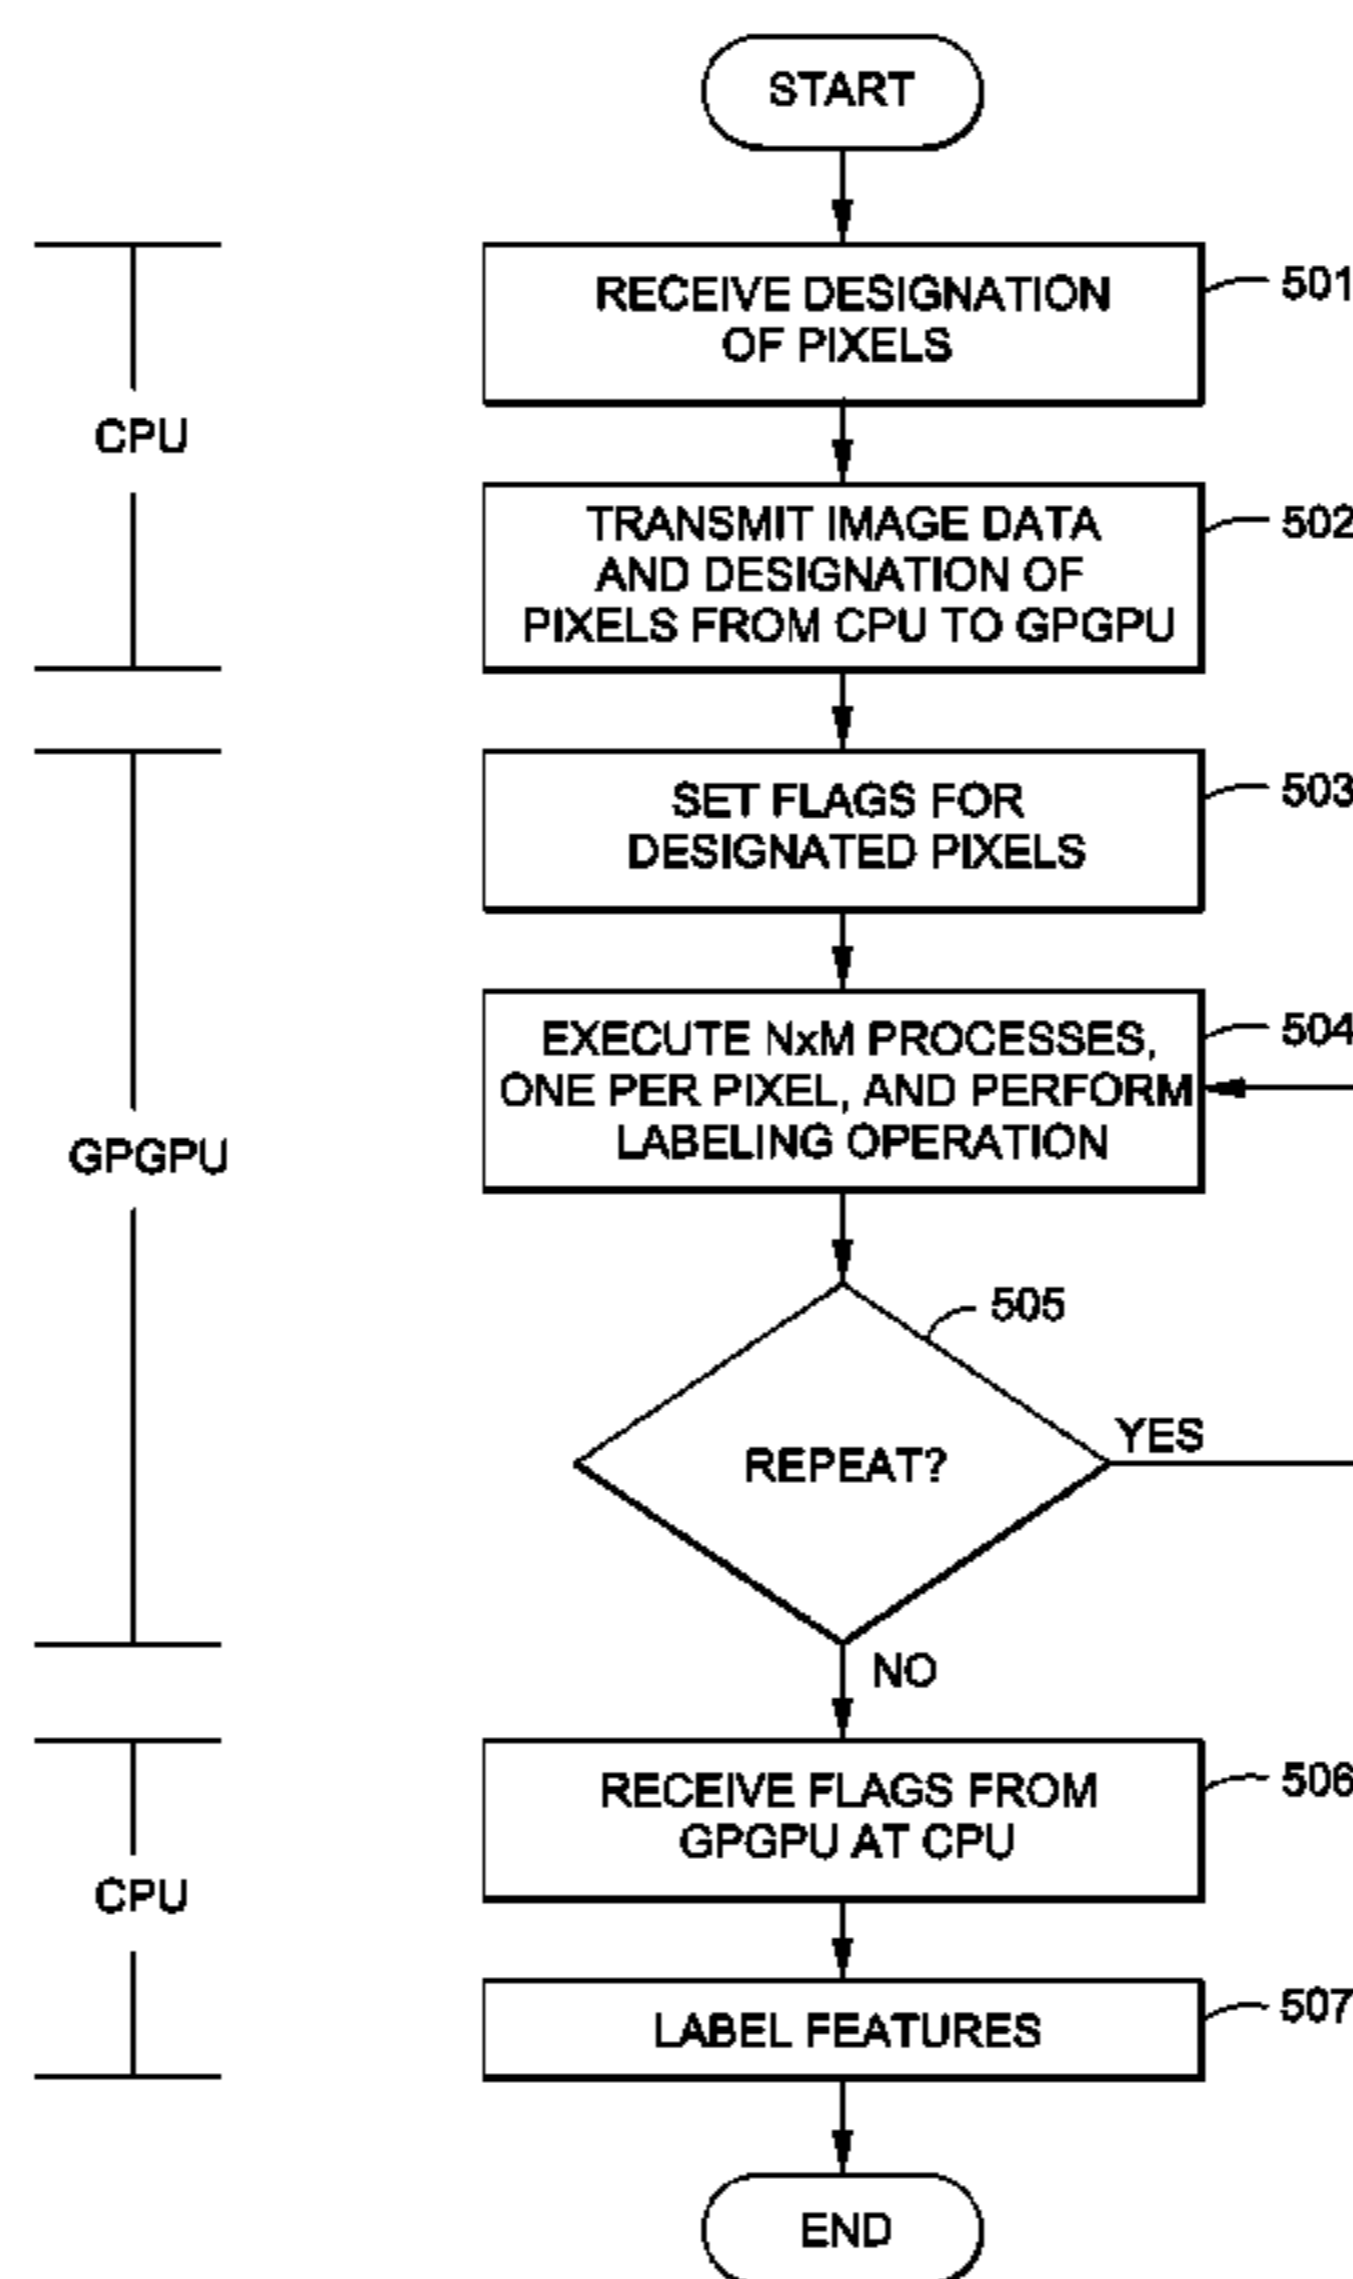 START
RECEIVE DESIGNATION
OF PIXELS
501
CPU
TRANSMIT IMAGE DATA
AND DESIGNATION OF
PIXELS FROM CPU TO GPGPU
502
SET FLAGS FOR
DESIGNATED PIXELS
503
GPGPU
EXECUTE NxM PROCESSES,
ONE PER PIXEL, AND PERFORM
LABELING OPERATION
504
505
REPEAT?
YES
NO
RECEIVE FLAGS FROM
GPGPU AT CPU
506
CPU
LABEL FEATURES
507
END